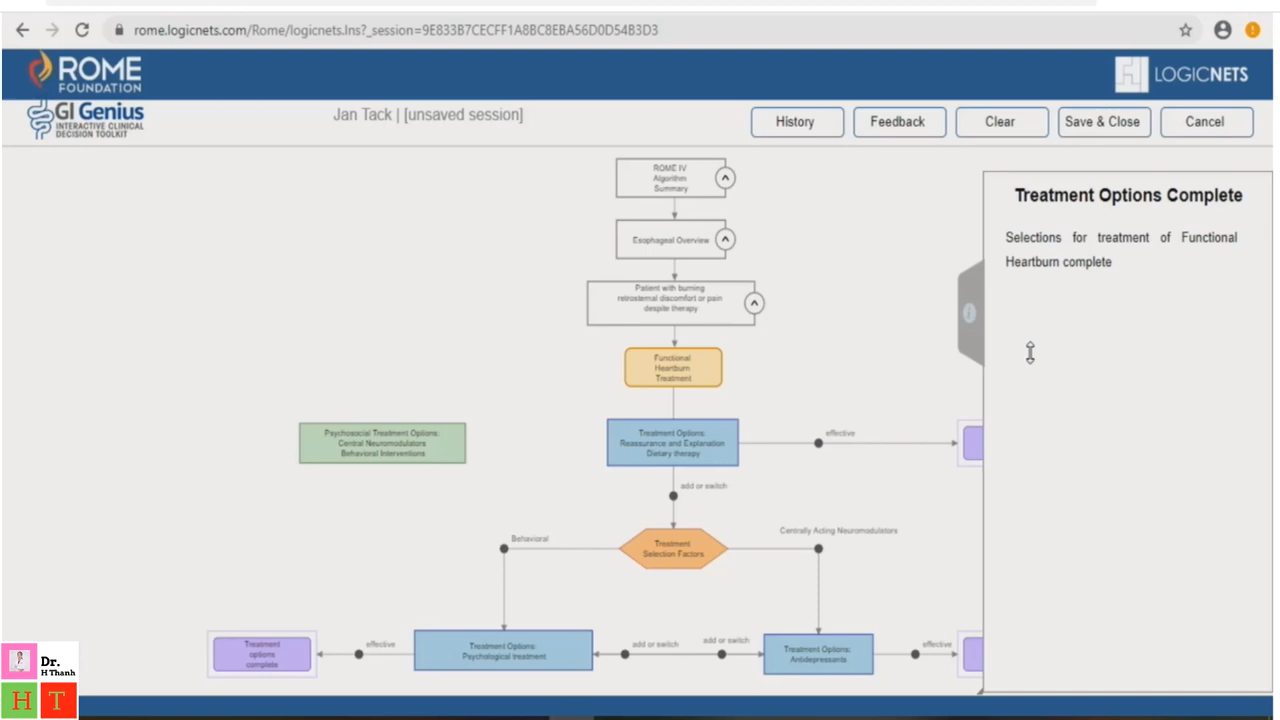 rome.logicnets.com/Rome/logicnets.lns?_session=9E833B7CECFF1A8BC8EBA56D0D54B3D3
ROME
FOUNDATION
LOGICNETS
GI Genius
INTERACTIVE CLINICAL
DECISION TOOLKIT
Jan Tack | [unsaved session]
History
Feedback
Clear
Save & Close
Cancel
ROME IV
Algorithm
Summary
Esophageal Overview
Patient with burning
retrosternal discomfort or pain
despite therapy
Functional
Heartburn
Treatment
Psychosocial Treatment Options:
Central Neuromodulators
Behavioral Interventions
Treatment Options:
Reassurance and Explanation
Dietary therapy
effective
add or switch
Behavioral
Treatment
Selection Factors
Centrally Acting Neuromodulators
Treatment
options
complete
effective
Treatment Options:
Psychological treatment
add or switch
add or switch
Treatment Options:
Antidepressants
effective
Treatment Options Complete
Selections for treatment of Functional
Heartburn complete
Dr.
H Thanh
H T